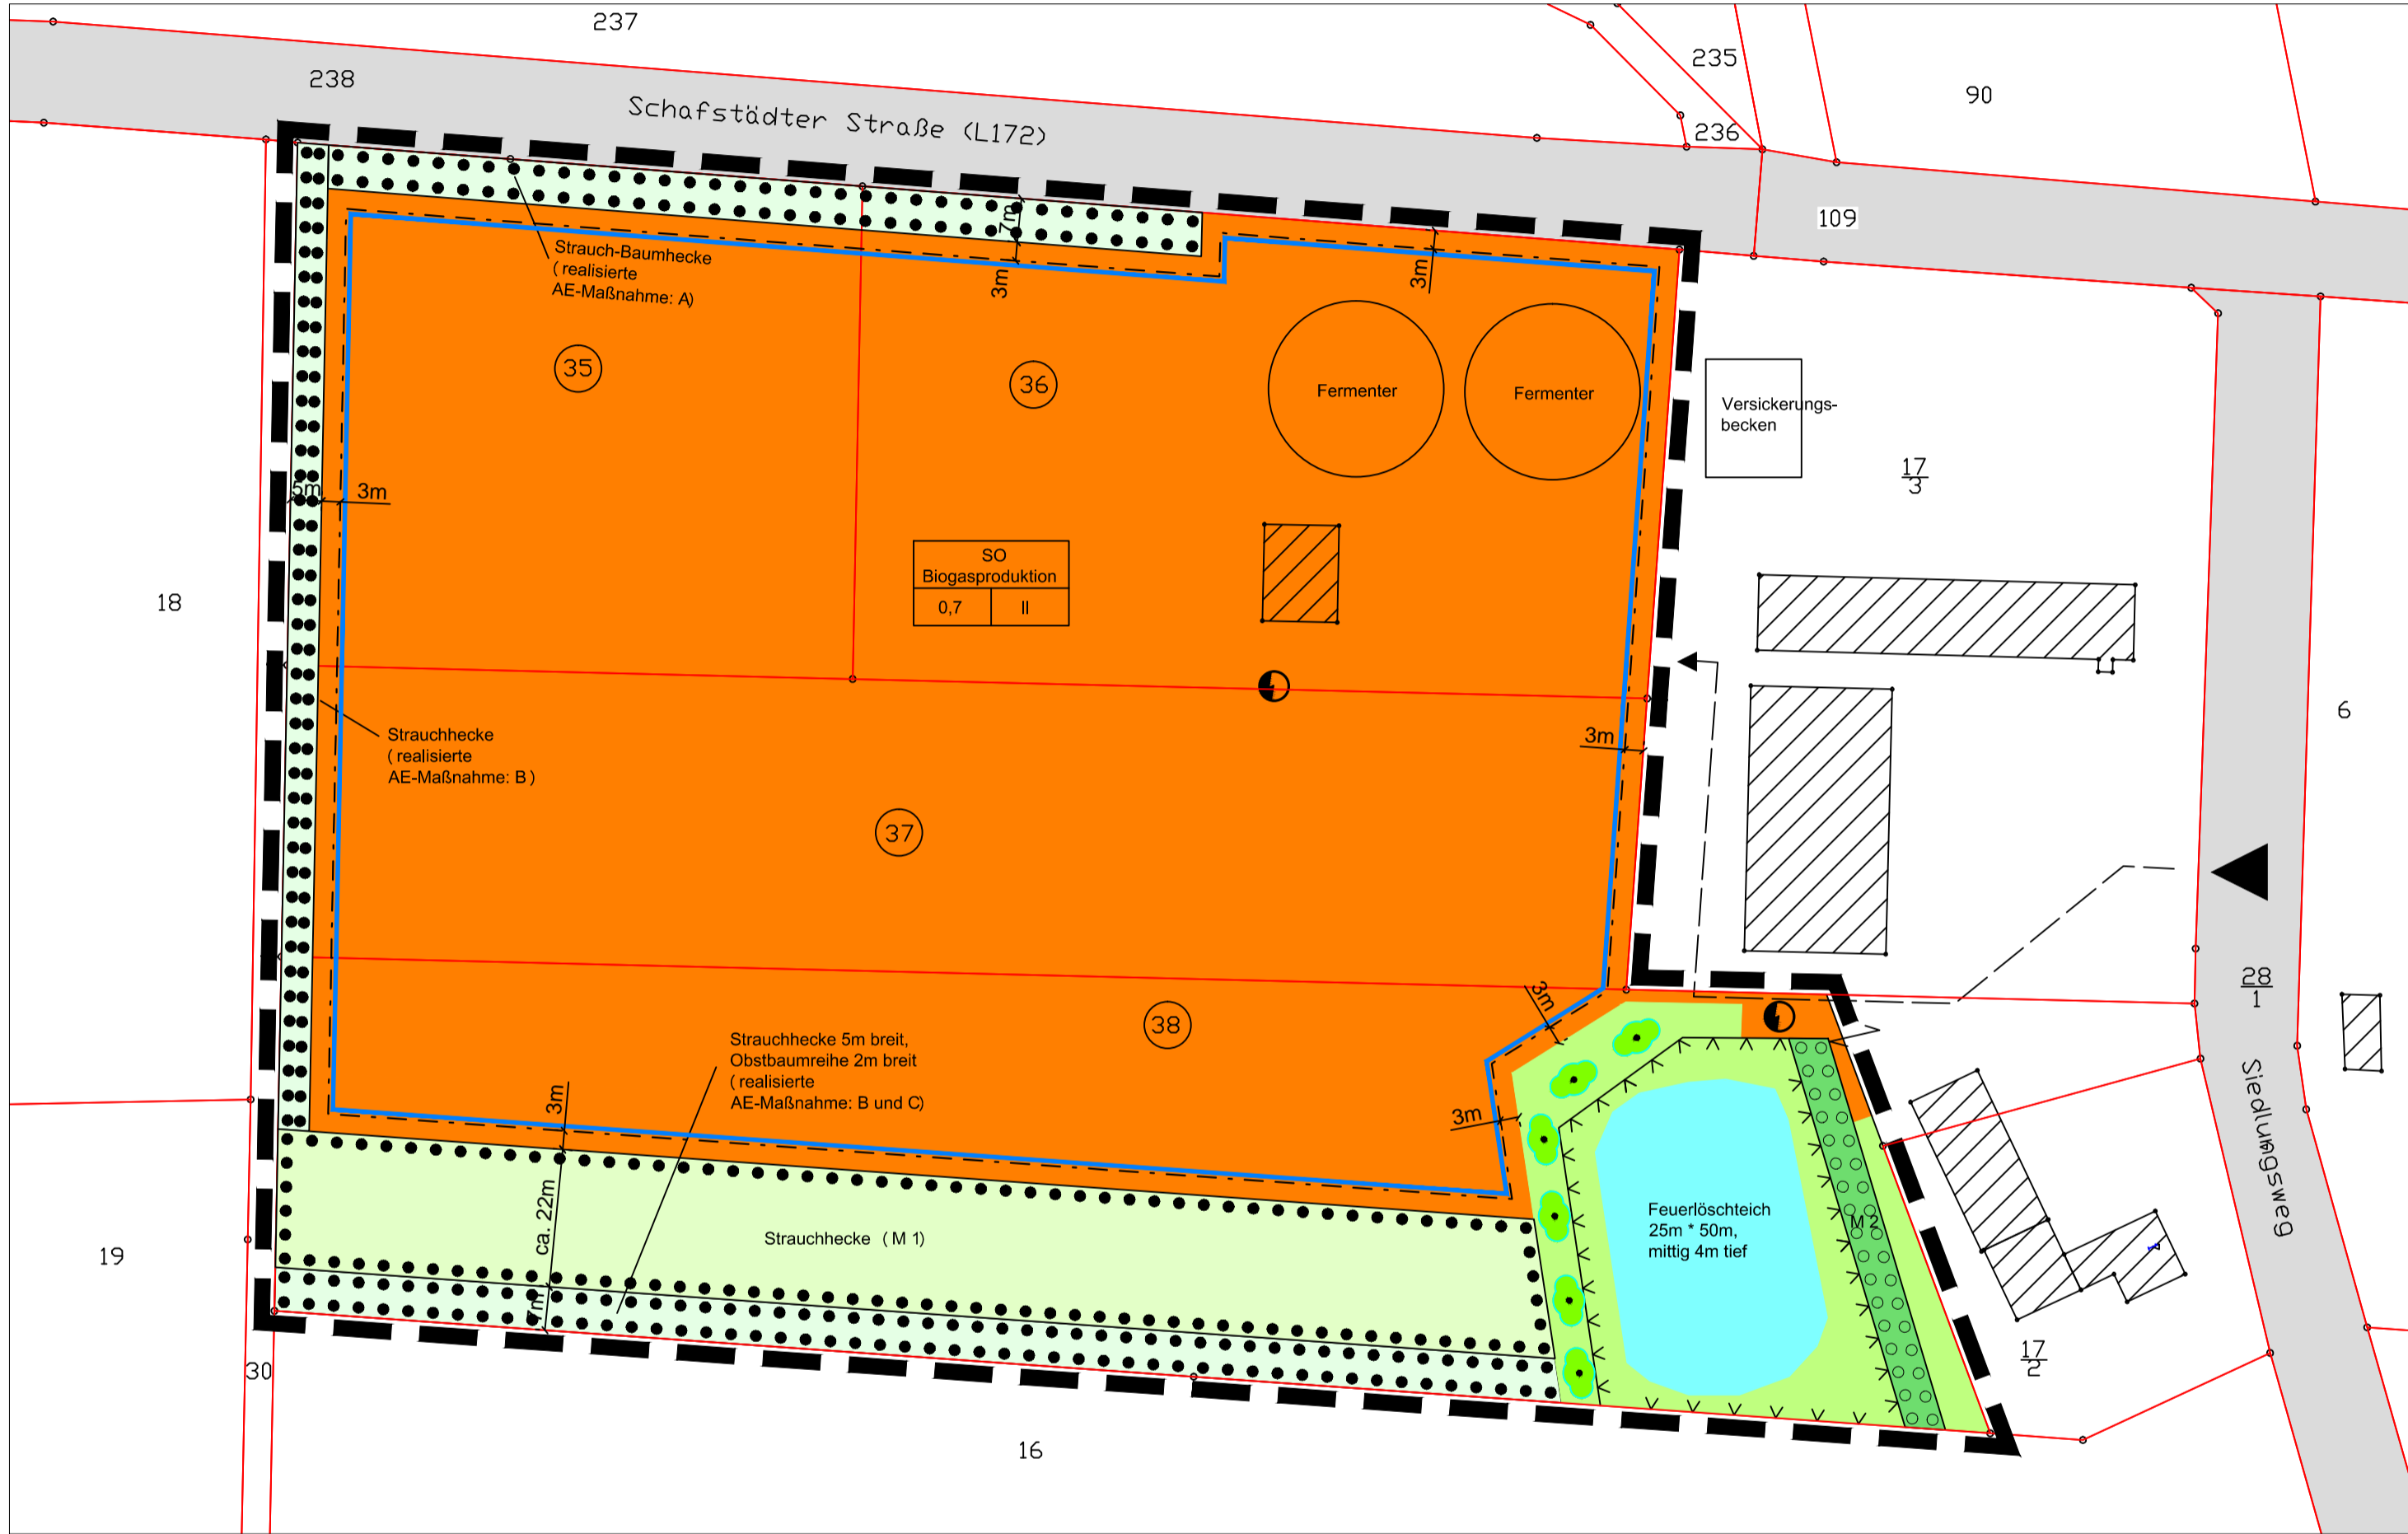 237
235
238
90
Schafstädter Straße (L172)
236
109
7m
Strauch-Baumhecke
( realisierte
AE-Maßnahme: A)
3m
3m
35
36
Fermenter
Fermenter
Versickerungs-
becken
17
3
5m
3m
SO
Biogasproduktion
0,7
II
18
6
Strauchhecke
( realisierte
AE-Maßnahme: B )
3m
37
28
1
3m
38
Strauchhecke 5m breit,
Obstbaumreihe 2m breit
( realisierte
AE-Maßnahme: B und C)
3m
3m
Siedlungsweg
ca. 22m
Feuerlöschteich
25m * 50m,
mittig 4m tief
M 2
Strauchhecke ( M 1)
19
7m
17
2
30
16